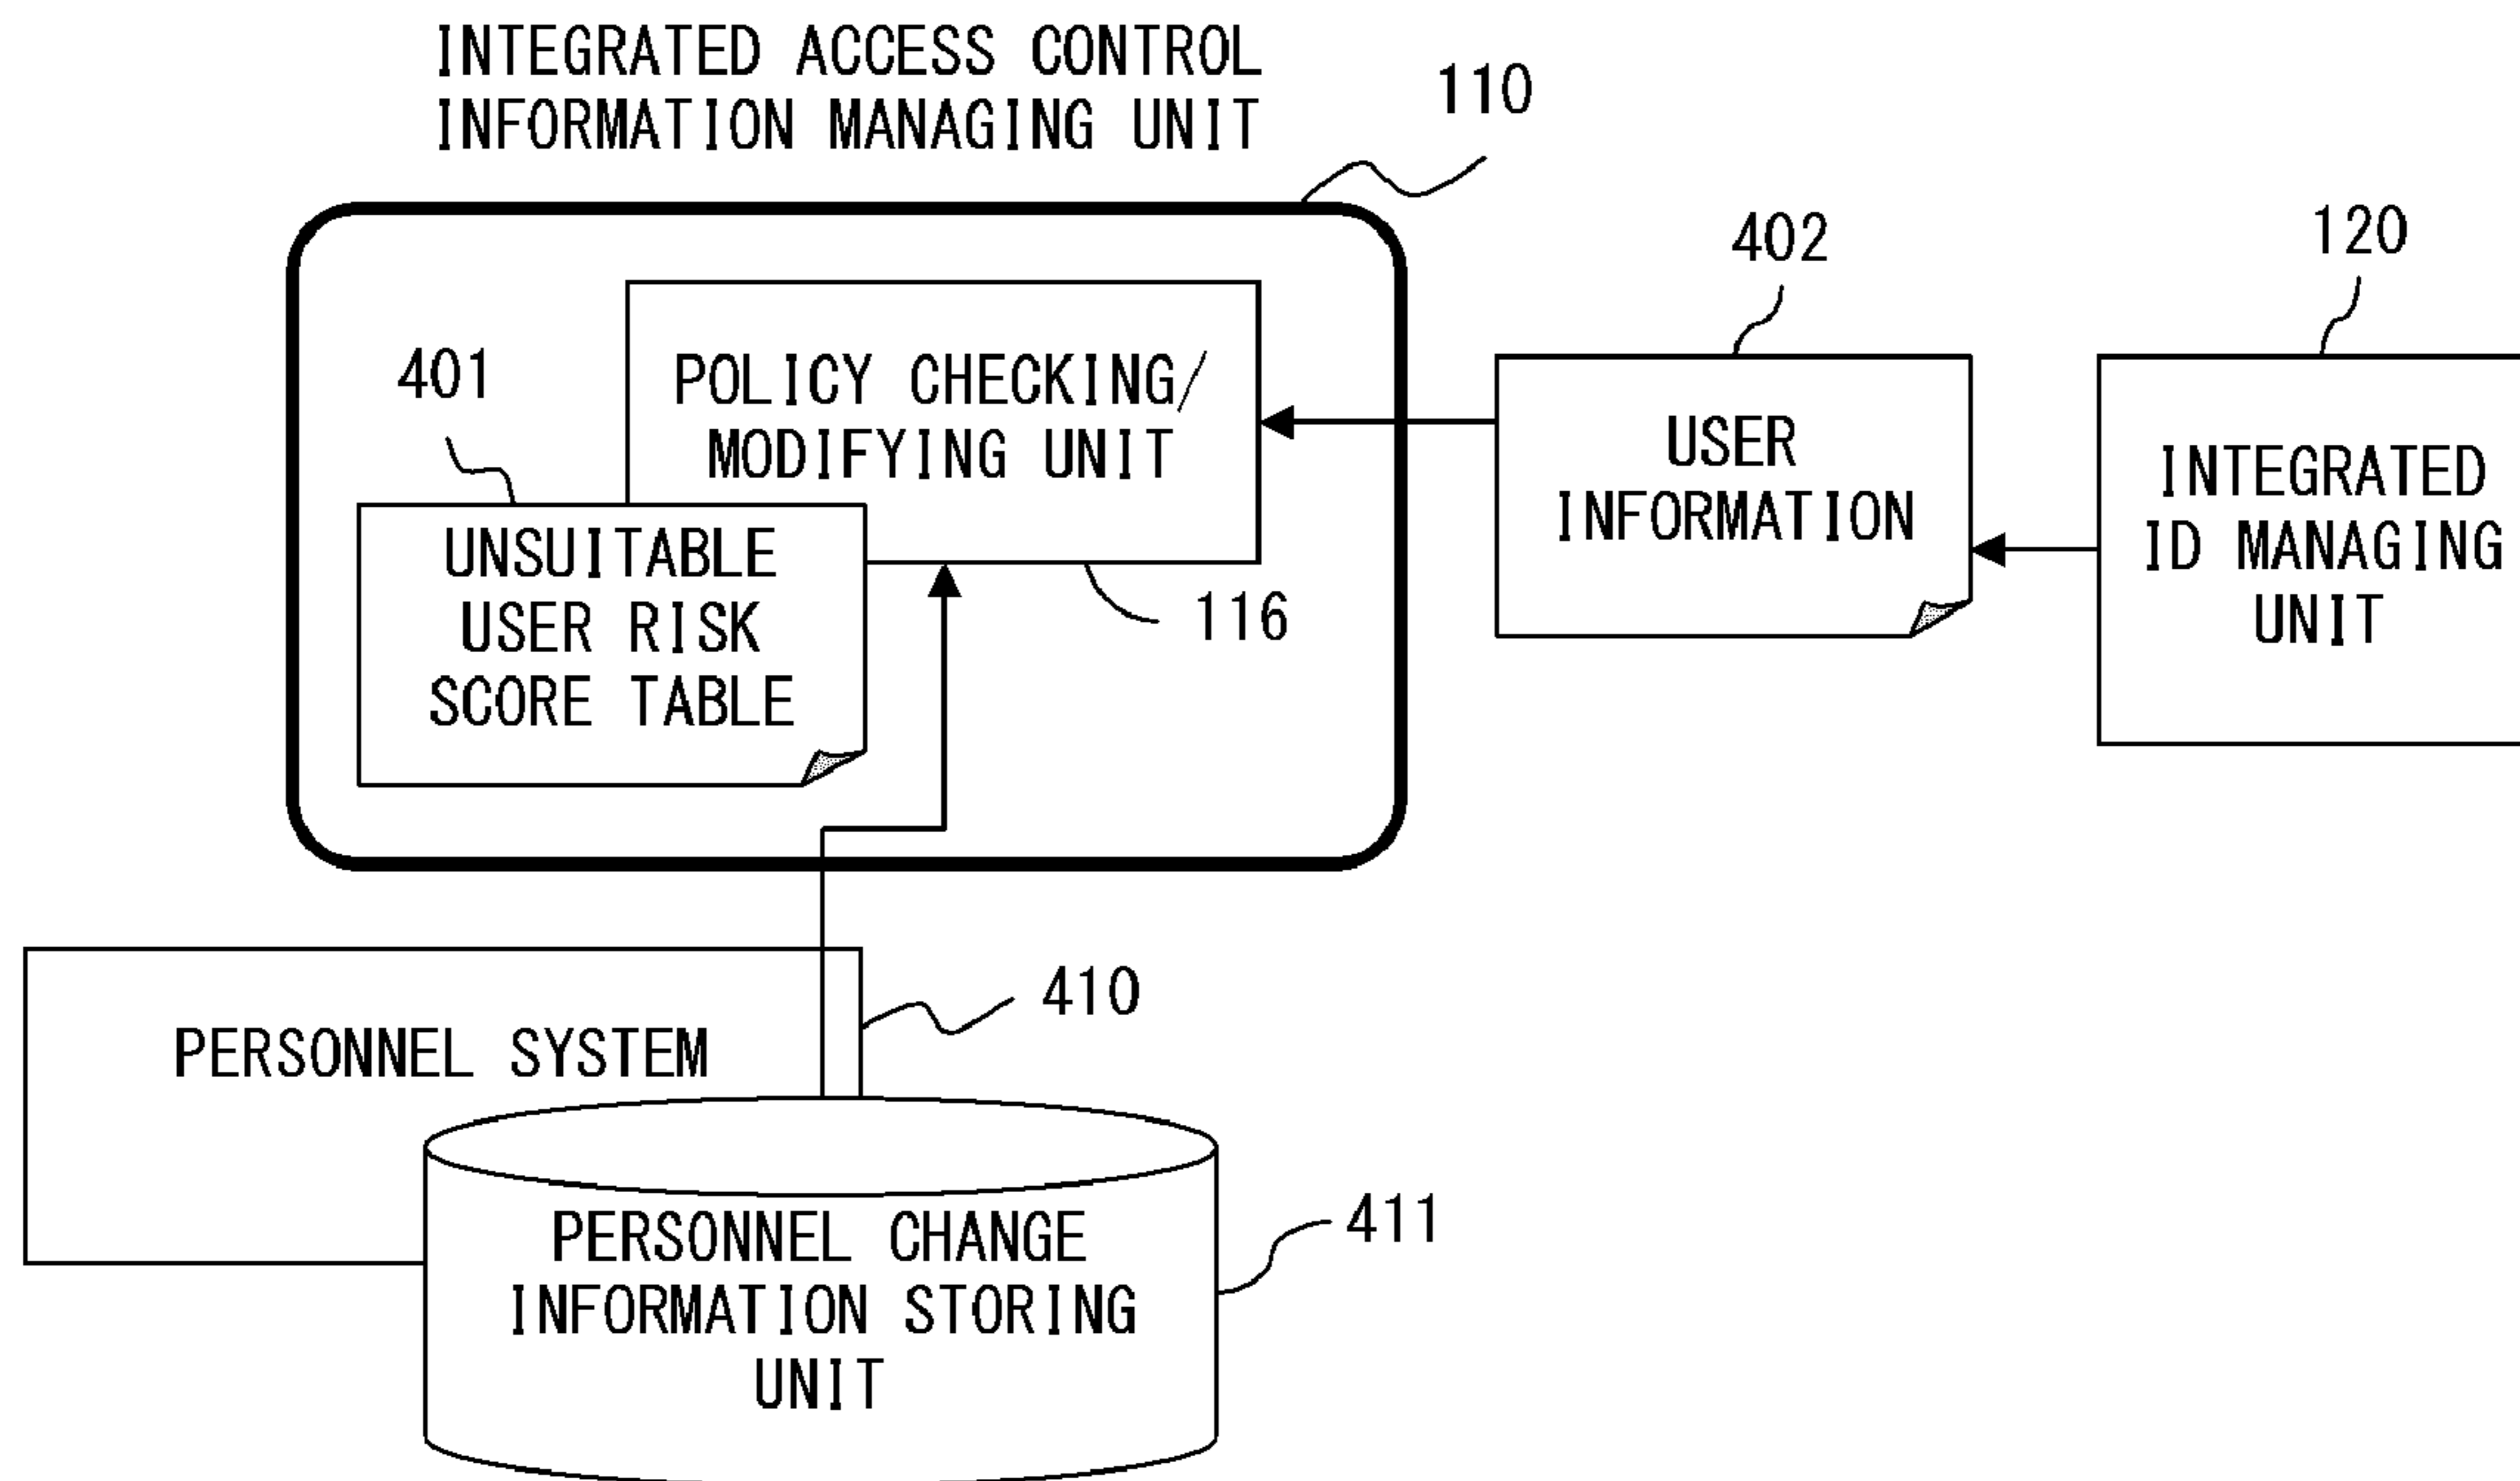 INTEGRATED ACCESS CONTROL
INFORMATION MANAGING UNIT
110
402
120
401
POLICY CHECKING/
MODIFYING UNIT
USER
INFORMATION
INTEGRATED
ID MANAGING
UNIT
UNSUITABLE
USER RISK
SCORE TABLE
116
410
PERSONNEL SYSTEM
411
PERSONNEL CHANGE
INFORMATION STORING
UNIT